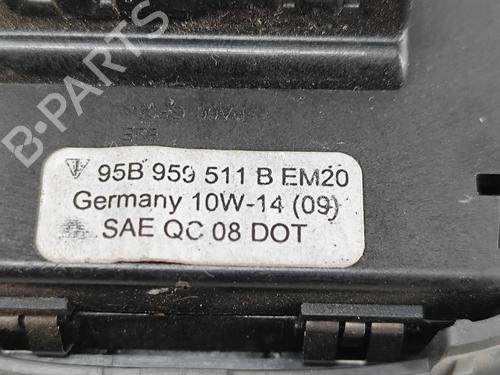 B-PARTS
95B 959 511 B EM20
Germany 10W-14 (09)
SAE QC 08 DOT